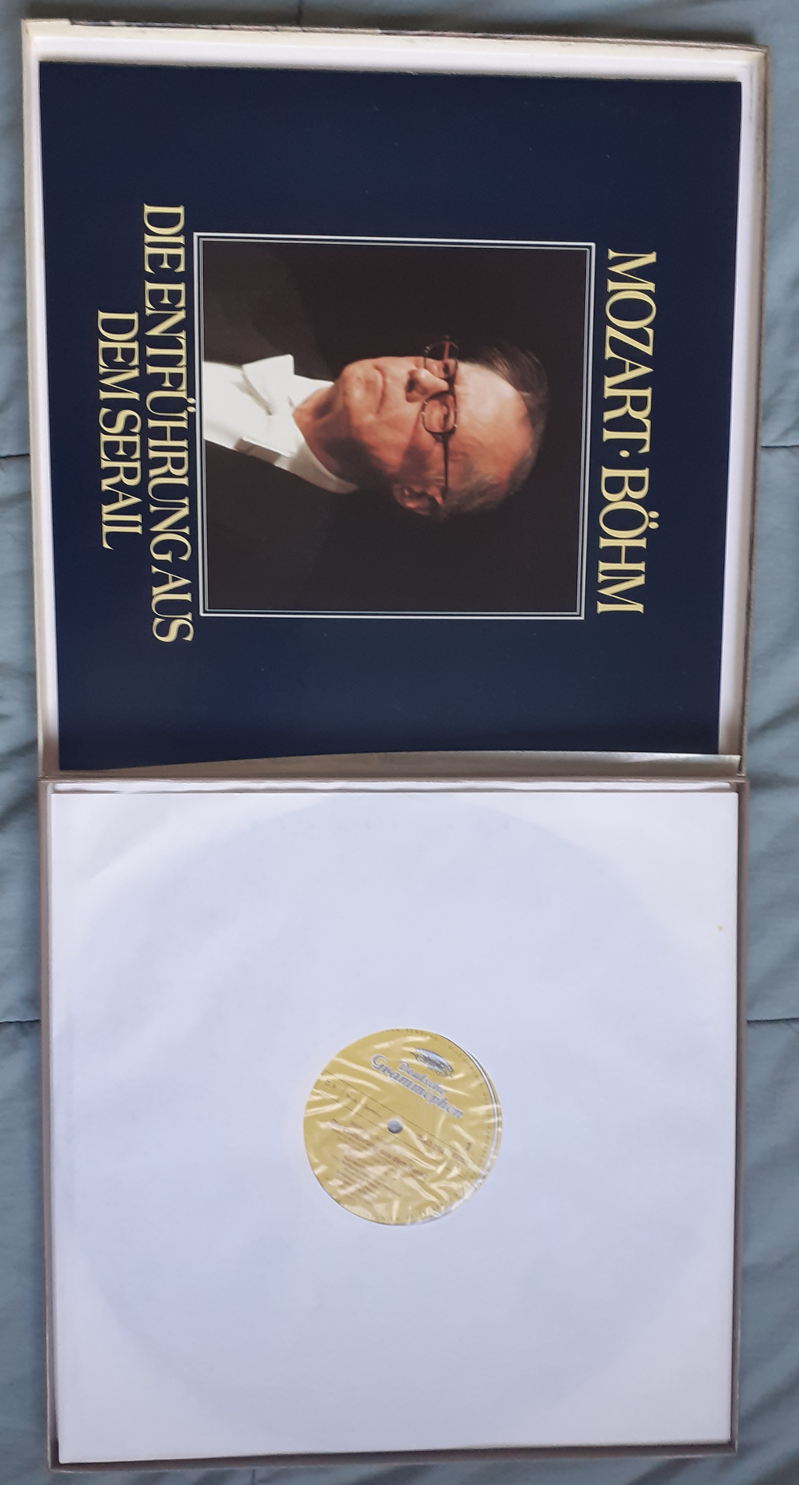 MOZART·BÖHM
DIE ENTFÜHRUNG AUS
DEM SERAIL
Deutsche
Grammophon